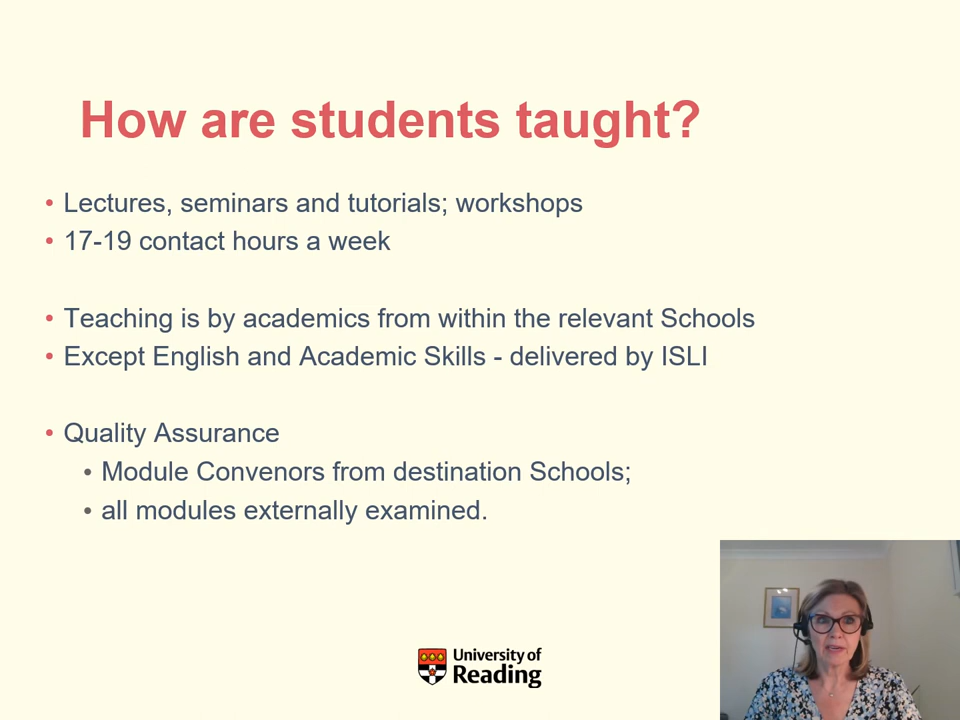 How are students taught?
• Lectures, seminars and tutorials; workshops
• 17-19 contact hours a week
• Teaching is by academics from within the relevant Schools
• Except English and Academic Skills - delivered by ISLI
• Quality Assurance
• Module Convenors from destination Schools;
• all modules externally examined.
University of
Reading